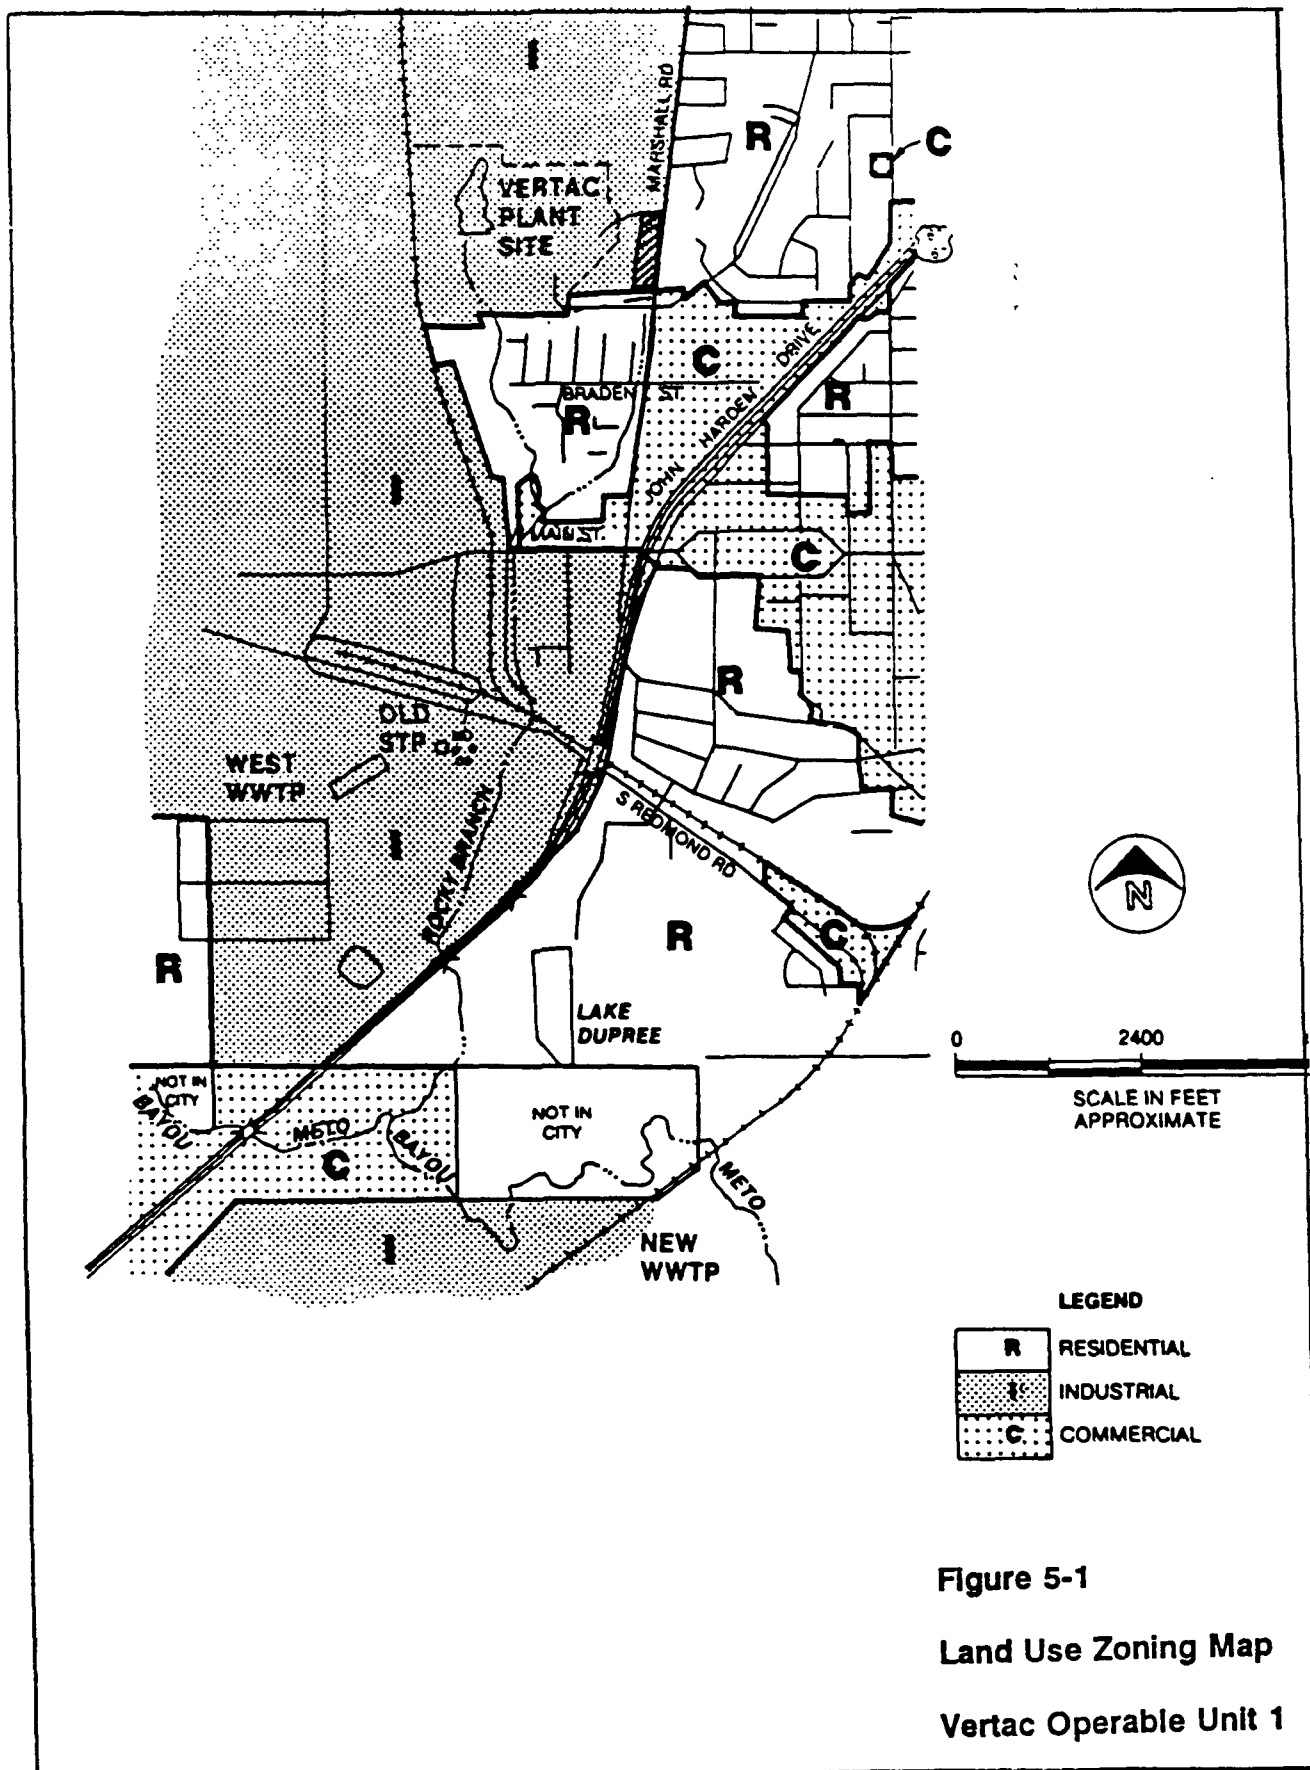 I
MARSHALL RD
R
C
VERTAC
PLANT
SITE
C
JOHN HARDEN DRIVE
BRADEN ST.
R
R
I
MAIN ST.
C
R
OLD
STP
WEST
WWTP
S REDMOND RD
I
ROCKY BRANCH
R
C
R
N
LAKE
DUPREE
0 2400
SCALE IN FEET
APPROXIMATE
NOT IN
CITY
BAYOU
METO
BAYOU
NOT IN
CITY
C
METO
I
NEW
WWTP
LEGEND
R RESIDENTIAL
I INDUSTRIAL
C COMMERCIAL
Figure 5-1
Land Use Zoning Map
Vertac Operable Unit 1